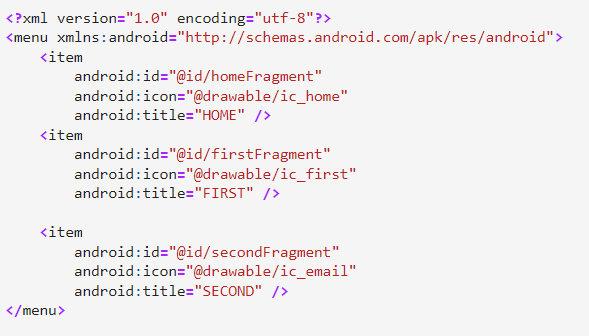 <?xml version="1.0" encoding="utf-8"?>
<menu xmlns:android="http://schemas.android.com/apk/res/android">
    <item
        android:id="@id/homeFragment"
        android:icon="@drawable/ic_home"
        android:title="HOME" />
    <item
        android:id="@id/firstFragment"
        android:icon="@drawable/ic_first"
        android:title="FIRST" />

    <item
        android:id="@id/secondFragment"
        android:icon="@drawable/ic_email"
        android:title="SECOND" />
</menu>